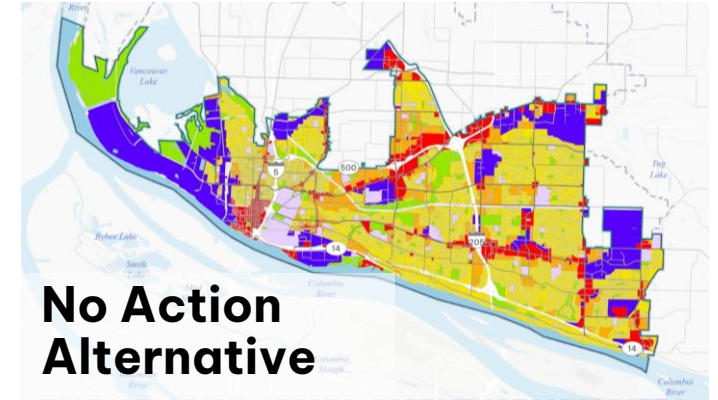 River
Vancouver
Lake
500
5
Tug
Lake
205
14
Bybee Lake
Smith
Lake
Columbia
River
No Action
Alternative
14
Columbia
Slough
River
Columbia
River